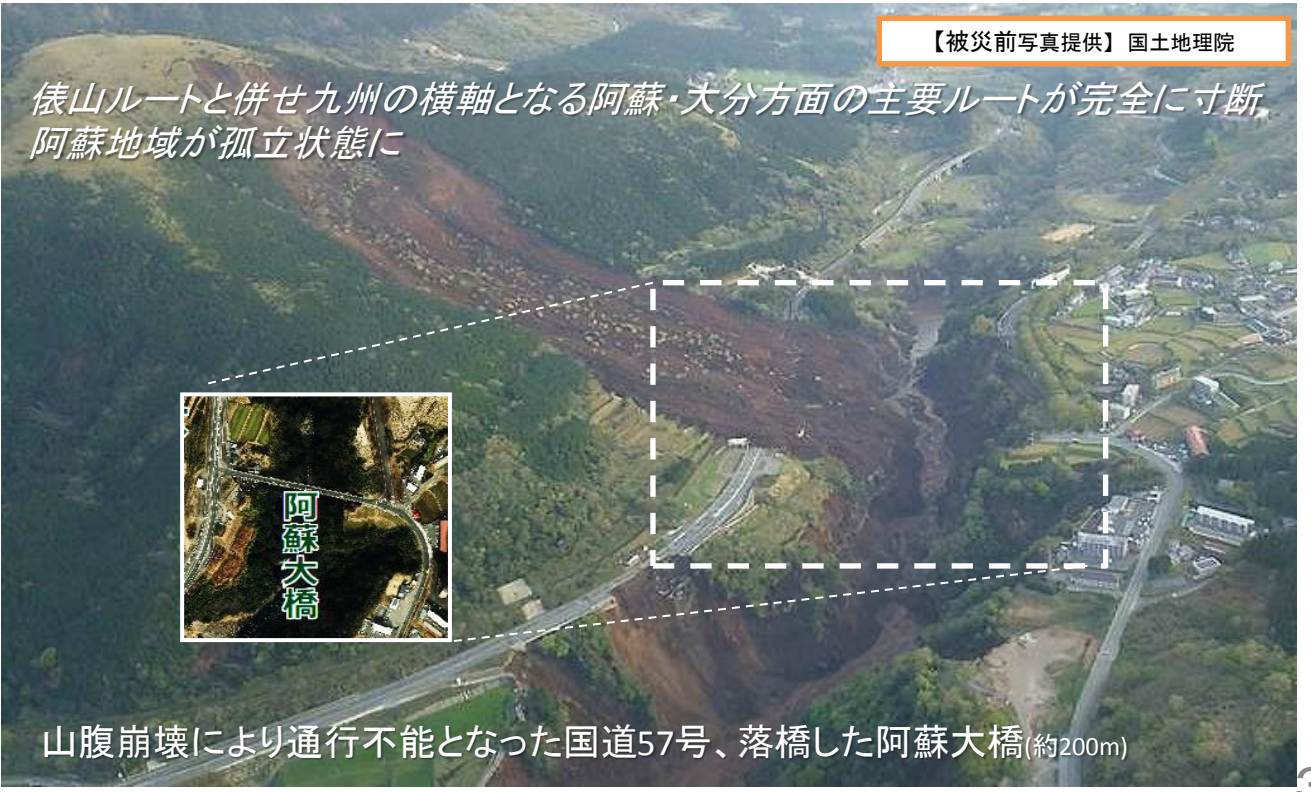 【被災前写真提供】国土地理院
俵山ルートと併せ九州の横軸となる阿蘇・大分方面の主要ルートが完全に寸断
阿蘇地域が孤立状態に
阿蘇大橋
山腹崩壊により通行不能となった国道57号、落橋した阿蘇大橋(約200m)